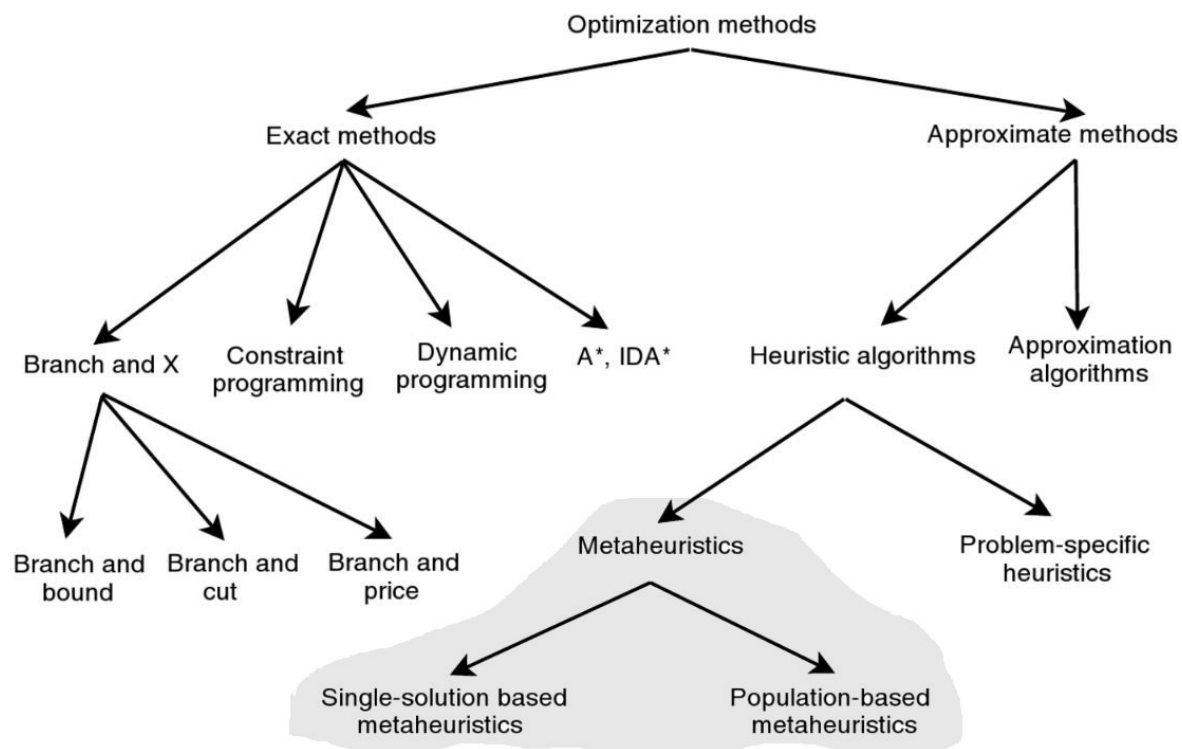 Optimization methods
Exact methods
Approximate methods
Branch and X
Constraint
programming
Dynamic
programming
A*, IDA*
Heuristic algorithms
Approximation
algorithms
Branch and
bound
Branch and
cut
Branch and
price
Metaheuristics
Problem-specific
heuristics
Single-solution based
metaheuristics
Population-based
metaheuristics